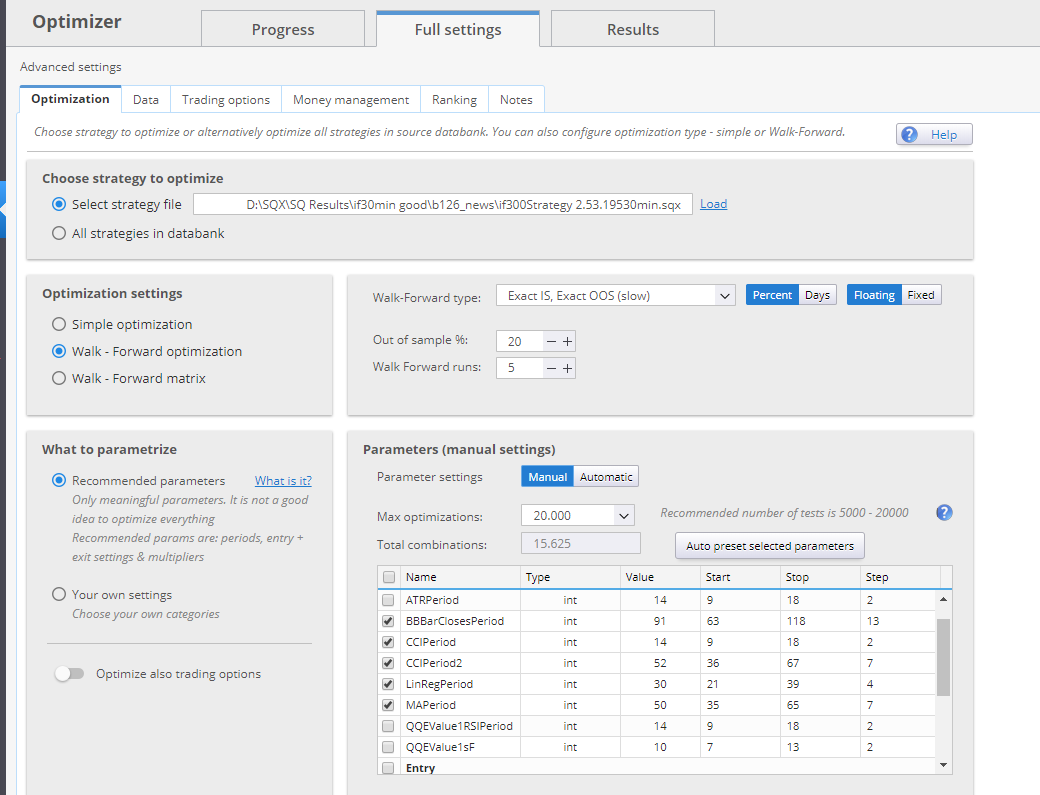 Optimizer
Progress
Full settings
Results
Advanced settings
Optimization
Data
Trading options
Money management
Ranking
Notes
Choose strategy to optimize or alternatively optimize all strategies in source databank. You can also configure optimization type - simple or Walk-Forward.
? Help
Choose strategy to optimize
Select strategy file
D:\SQX\SQ Results\if30min good\b126_news\if300Strategy 2.53.19530min.sqx
Load
All strategies in databank
Optimization settings
Simple optimization
Walk - Forward optimization
Walk - Forward matrix
Walk-Forward type:
Exact IS, Exact OOS (slow)
Percent
Days
Floating
Fixed
Out of sample %:
20
Walk Forward runs:
5
What to parametrize
Recommended parameters
What is it?
Only meaningful parameters. It is not a good
idea to optimize everything
Recommended params are: periods, entry +
exit settings & multipliers
Your own settings
Choose your own categories
Optimize also trading options
Parameters (manual settings)
Parameter settings
Manual
Automatic
Max optimizations:
20.000
Recommended number of tests is 5000 - 20000
?
Total combinations:
15.625
Auto preset selected parameters
Name Type Value Start Stop Step
ATRPeriod int 14 9 18 2
BBBarClosesPeriod int 91 63 118 13
CCIPeriod int 14 9 18 2
CCIPeriod2 int 52 36 67 7
LinRegPeriod int 30 21 39 4
MAPeriod int 50 35 65 7
QQEValue1RSIPeriod int 14 9 18 2
QQEValue1sF int 10 7 13 2
Entry